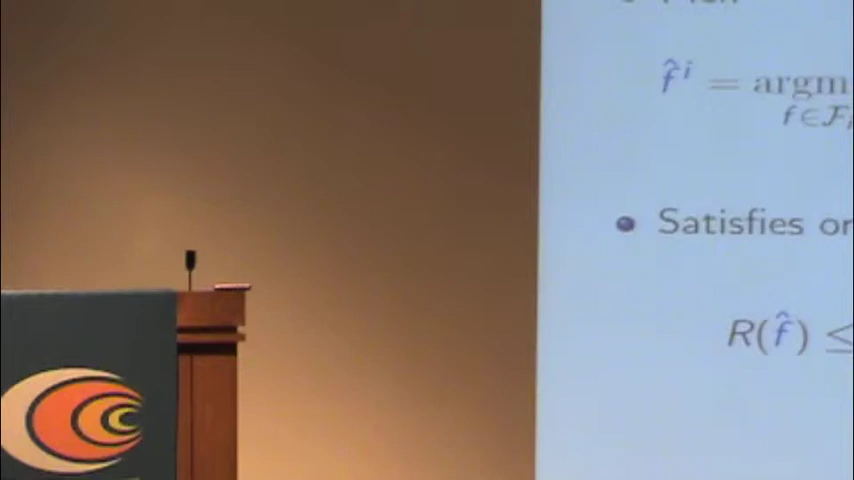 f̂ⁱ = argm
f∈F
Satisfies or
R(f̂) ≤